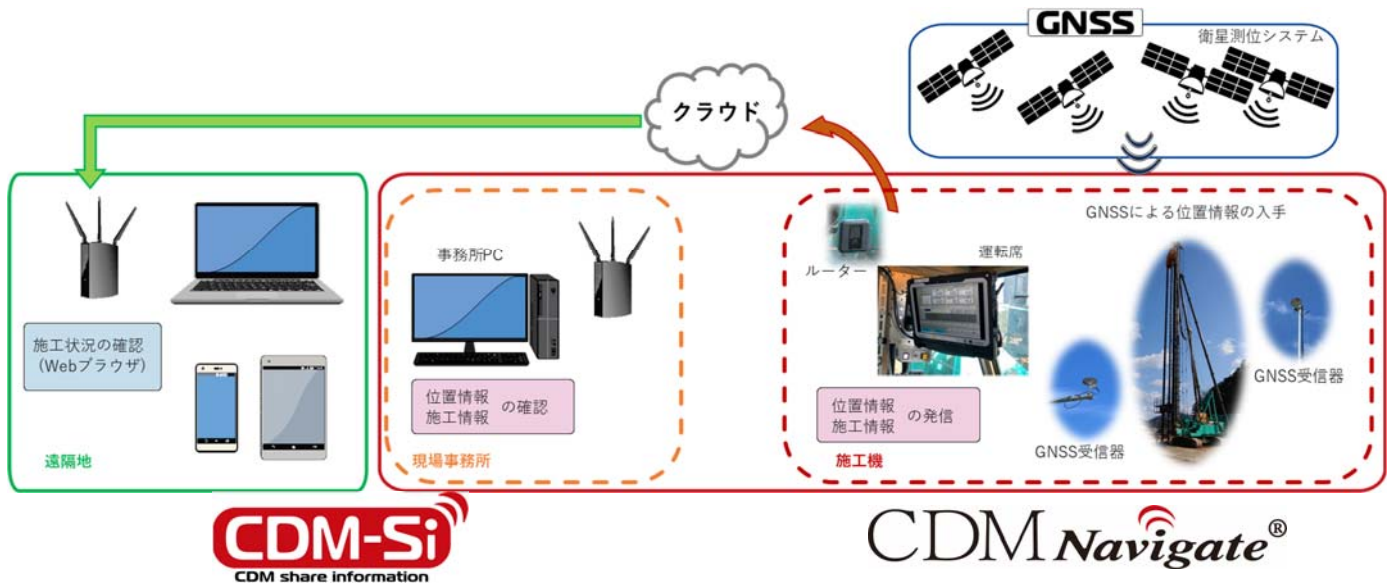 GNSS
衛星測位システム
クラウド
GNSSによる位置情報の入手
事務所PC
ルーター
運転席
施工状況の確認
(Webブラウザ)
位置情報
施工情報 の確認
位置情報
施工情報 の発信
GNSS受信器
GNSS受信器
遠隔地
現場事務所
施工機
CDM-Si
CDM share information
CDM Navigate®